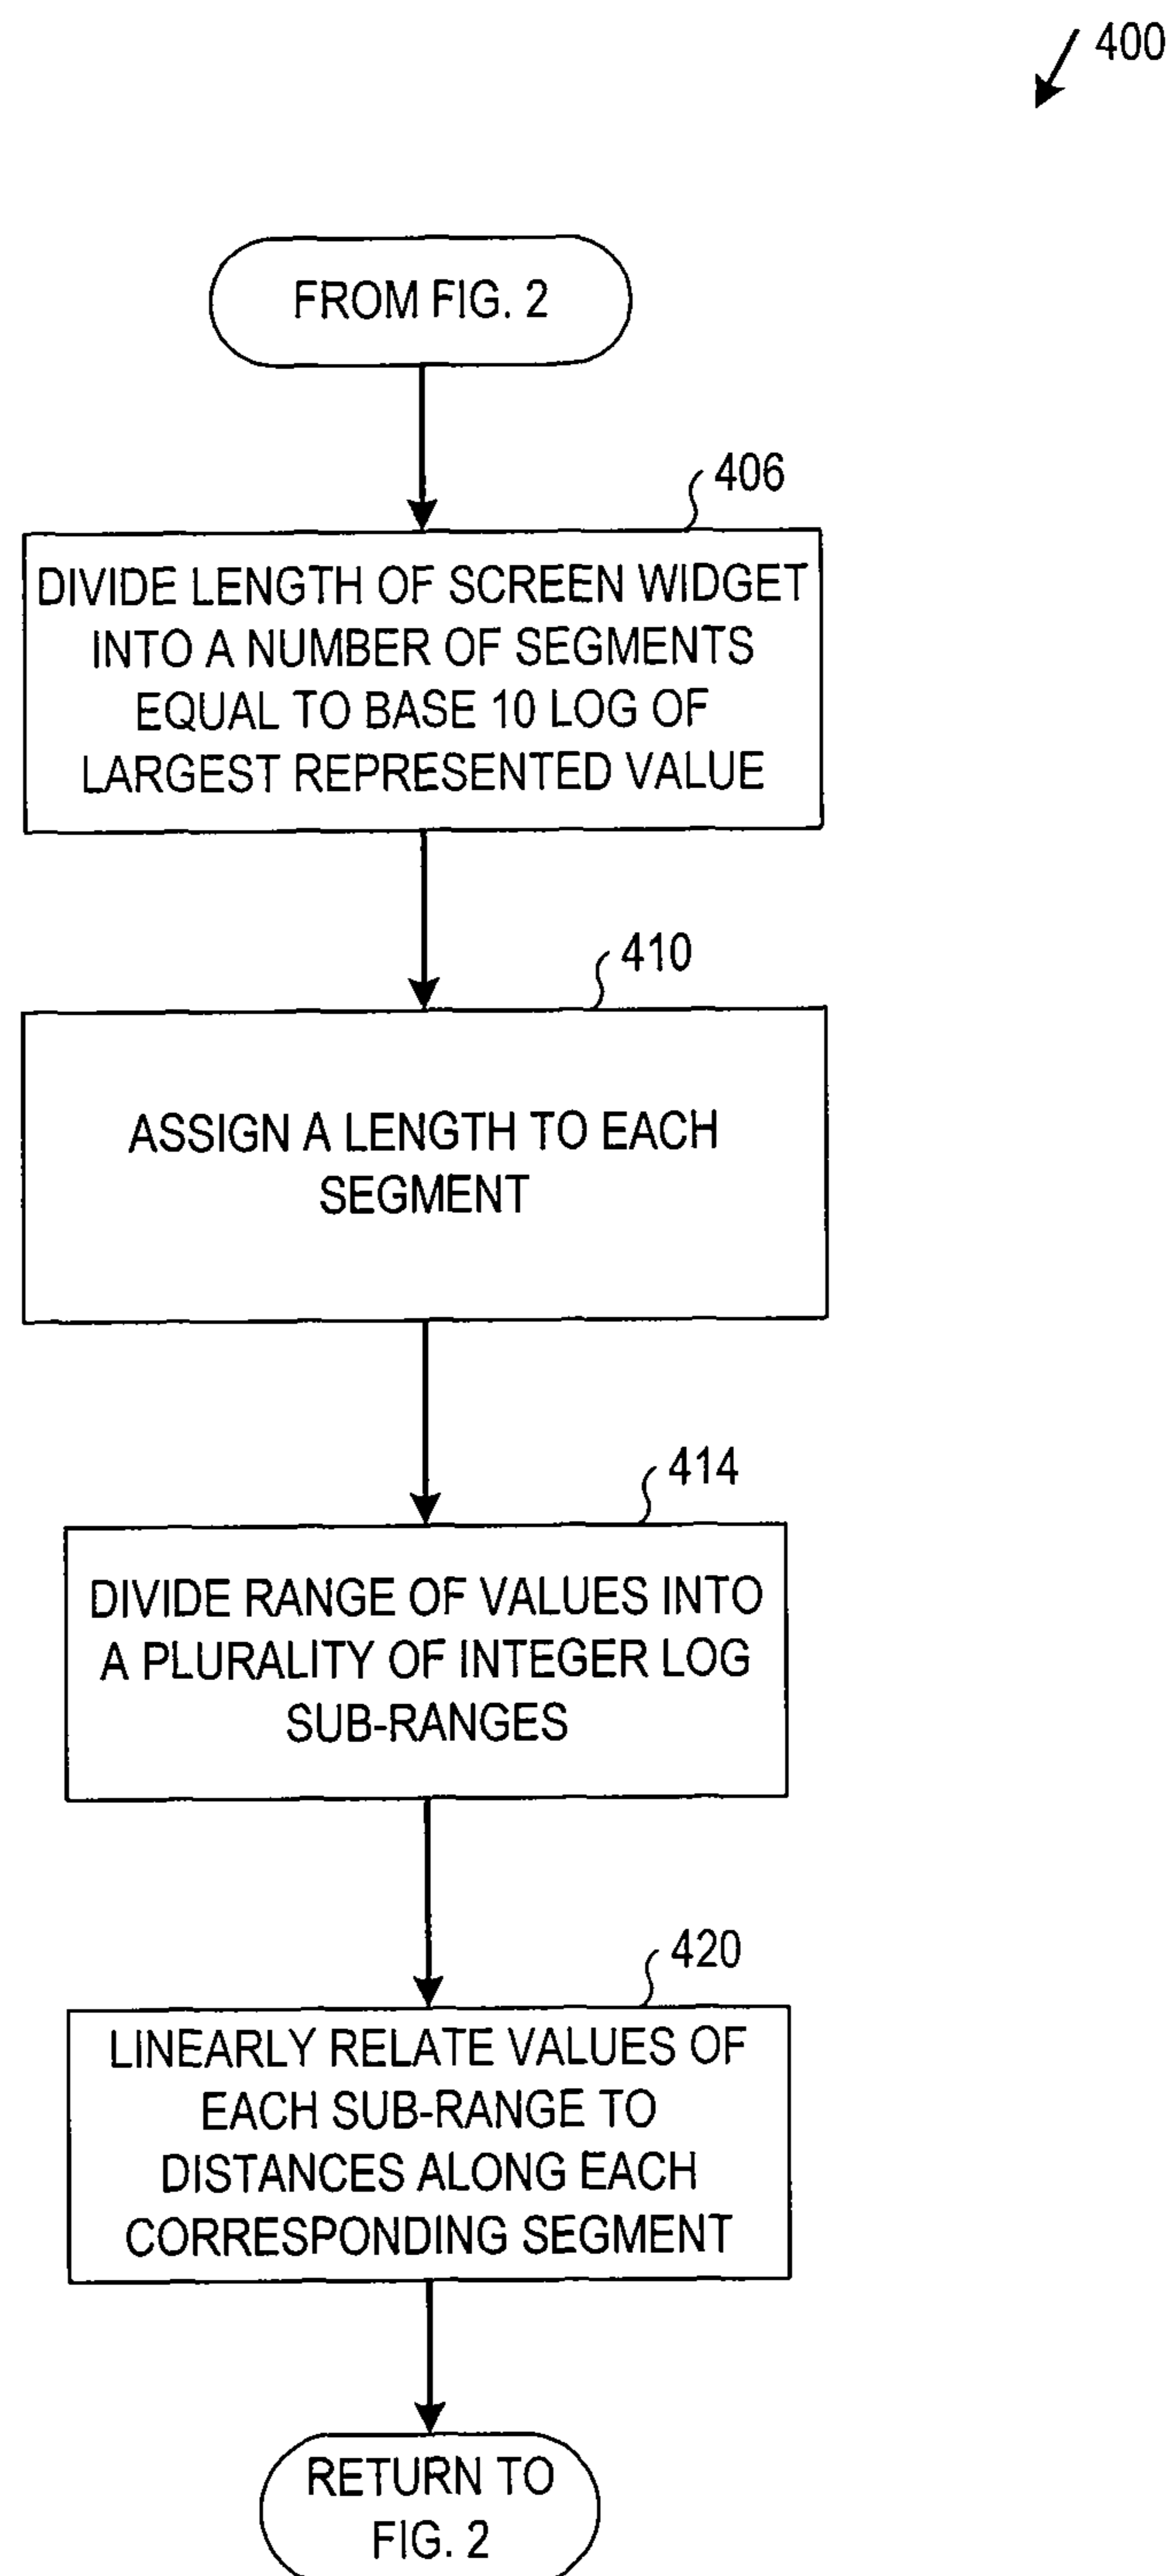 400
FROM FIG. 2
406
DIVIDE LENGTH OF SCREEN WIDGET
INTO A NUMBER OF SEGMENTS
EQUAL TO BASE 10 LOG OF
LARGEST REPRESENTED VALUE
410
ASSIGN A LENGTH TO EACH
SEGMENT
414
DIVIDE RANGE OF VALUES INTO
A PLURALITY OF INTEGER LOG
SUB-RANGES
420
LINEARLY RELATE VALUES OF
EACH SUB-RANGE TO
DISTANCES ALONG EACH
CORRESPONDING SEGMENT
RETURN TO
FIG. 2